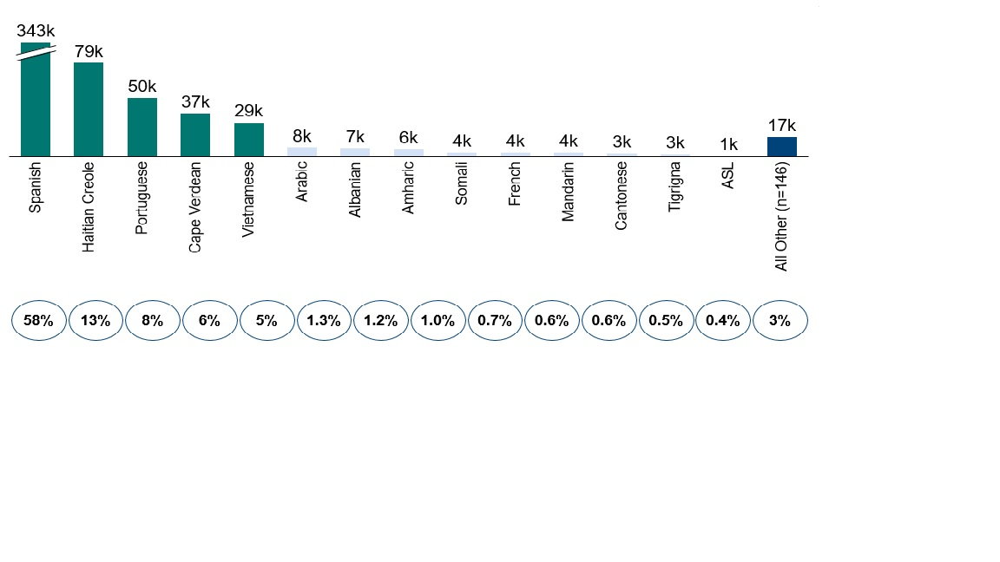 343k
79k
50k
37k
29k
8k
7k
6k
4k
4k
4k
3k
3k
1k
17k
Spanish
Haitian Creole
Portuguese
Cape Verdean
Vietnamese
Arabic
Albanian
Amharic
Somali
French
Mandarin
Cantonese
Tigrigna
ASL
All Other (n=146)
58%
13%
8%
6%
5%
1.3%
1.2%
1.0%
0.7%
0.6%
0.6%
0.5%
0.4%
3%